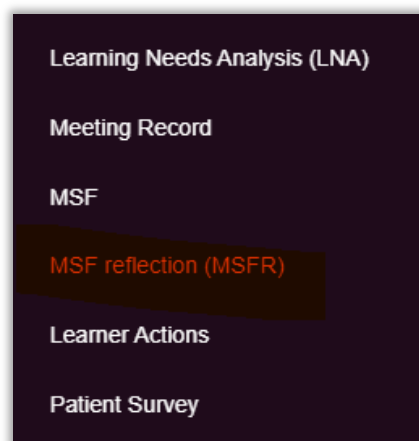 Learning Needs Analysis (LNA)
Meeting Record
MSF
MSF reflection (MSFR)
Learner Actions
Patient Survey